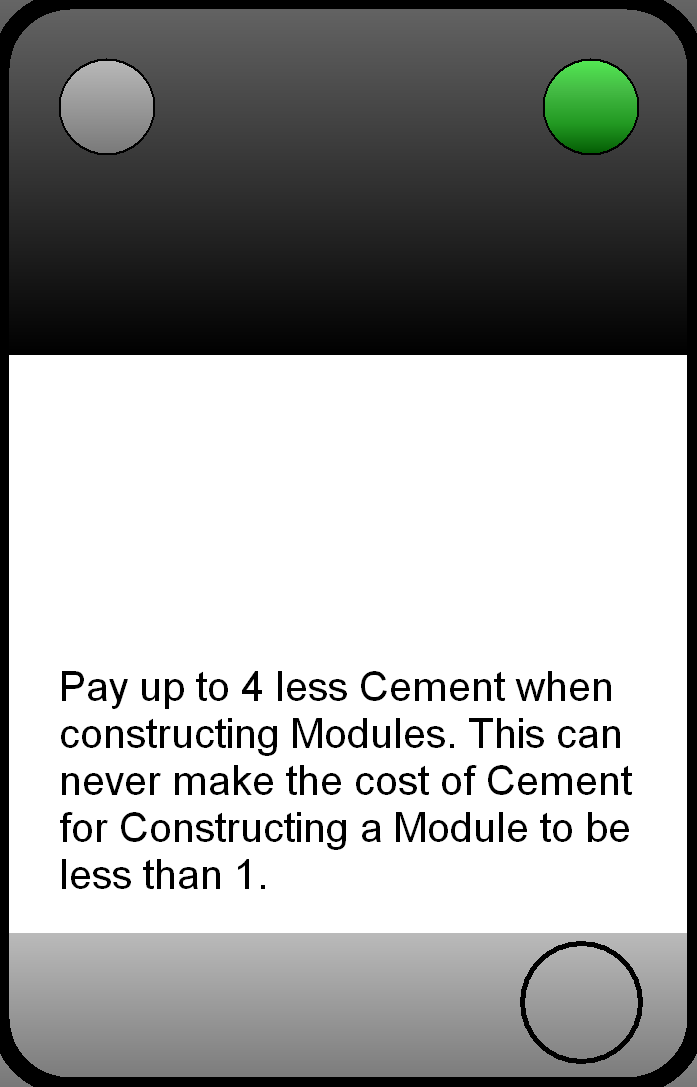 Pay up to 4 less Cement when
constructing Modules. This can
never make the cost of Cement
for Constructing a Module to be
less than 1.